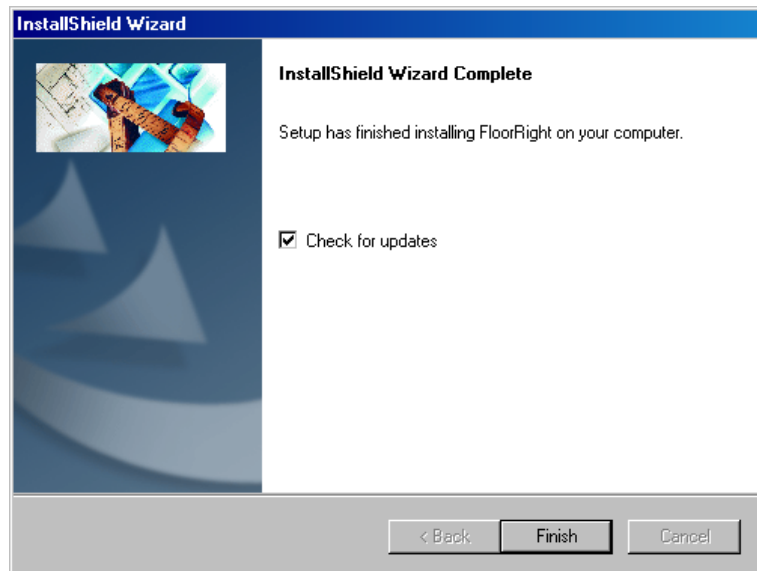 InstallShield Wizard
InstallShield Wizard Complete
Setup has finished installing FloorRight on your computer.
Check for updates
< Back
Finish
Cancel